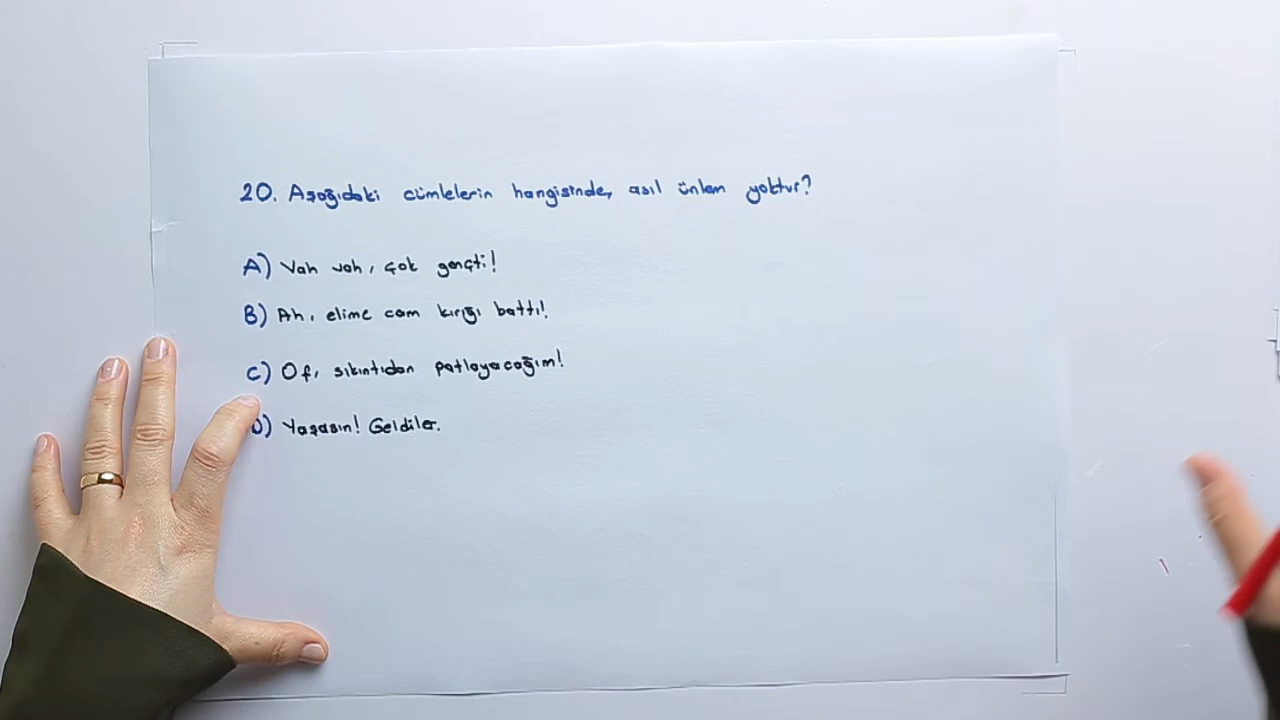 20. Aşağıdaki cümlelerin hangisinde, asıl ünlem yoktur?
A) Vah vah, çok gençti!
B) Ah, elime cam kırığı battı!
C) Of, sıkıntıdan patlayacağım!
D) Yaşasın! Geldiler.